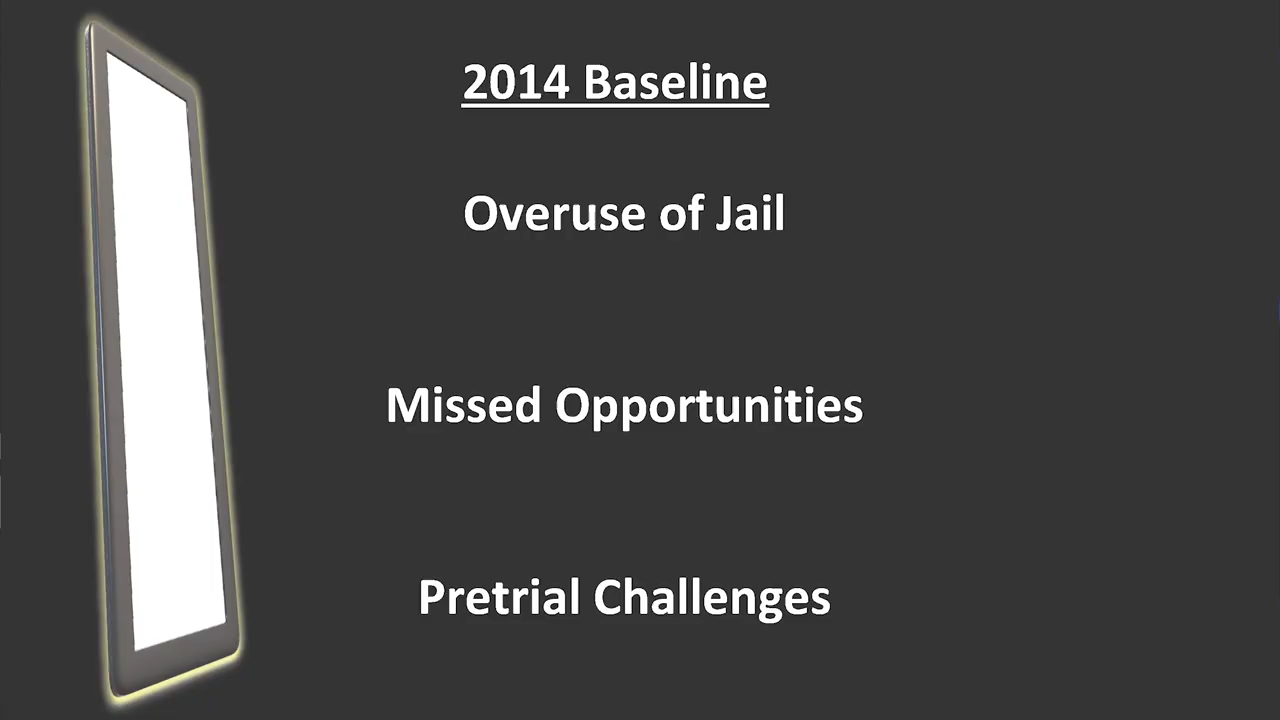 2014 Baseline
Overuse of Jail
Missed Opportunities
Pretrial Challenges